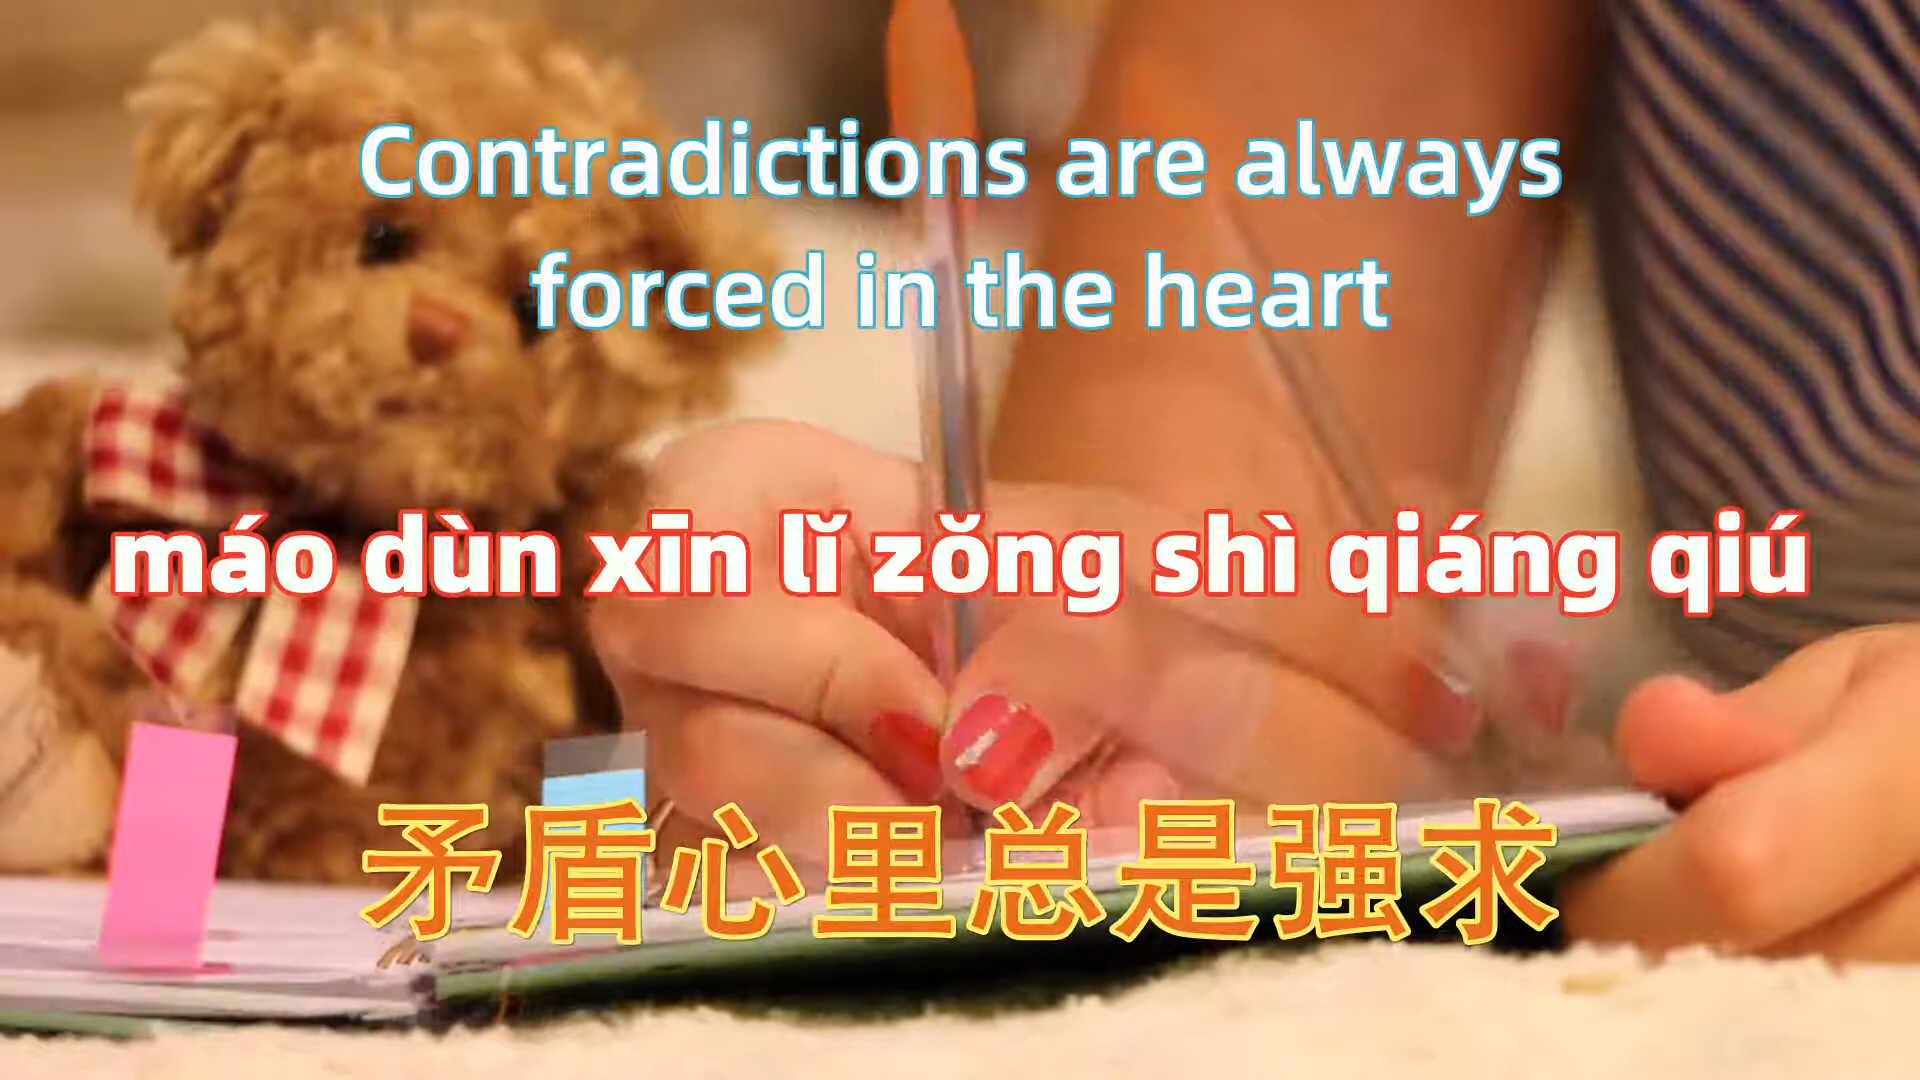 Contradictions are always
forced in the heart
máo dùn xīn lǐ zǒng shì qiáng qiú
矛盾心里总是强求